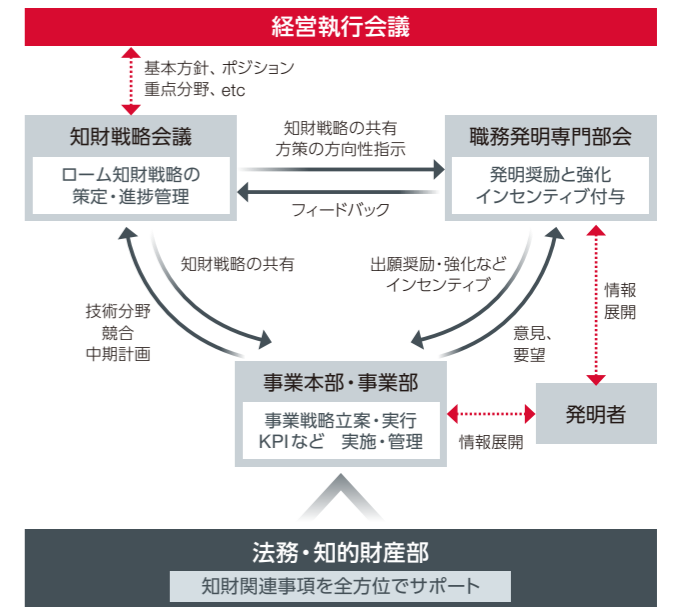 経営執行会議
基本方針、ポジション
重点分野、etc
知財戦略会議
ローム知財戦略の
策定・進捗管理
知財戦略の共有
方策の方向性指示
フィードバック
職務発明専門部会
発明奨励と強化
インセンティブ付与
知財戦略の共有
出願奨励・強化など
インセンティブ
技術分野
競合
中期計画
意見、
要望
情報
展開
事業本部・事業部
事業戦略立案・実行
KPIなど　実施・管理
情報展開
発明者
法務・知的財産部
知財関連事項を全方位でサポート